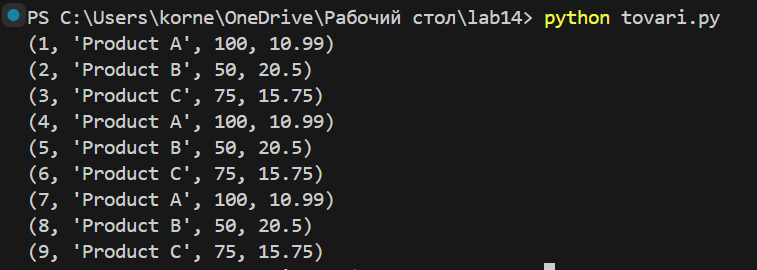 PS C:\Users\korne\OneDrive\Рабочий стол\lab14> python tovari.py
(1, 'Product A', 100, 10.99)
(2, 'Product B', 50, 20.5)
(3, 'Product C', 75, 15.75)
(4, 'Product A', 100, 10.99)
(5, 'Product B', 50, 20.5)
(6, 'Product C', 75, 15.75)
(7, 'Product A', 100, 10.99)
(8, 'Product B', 50, 20.5)
(9, 'Product C', 75, 15.75)